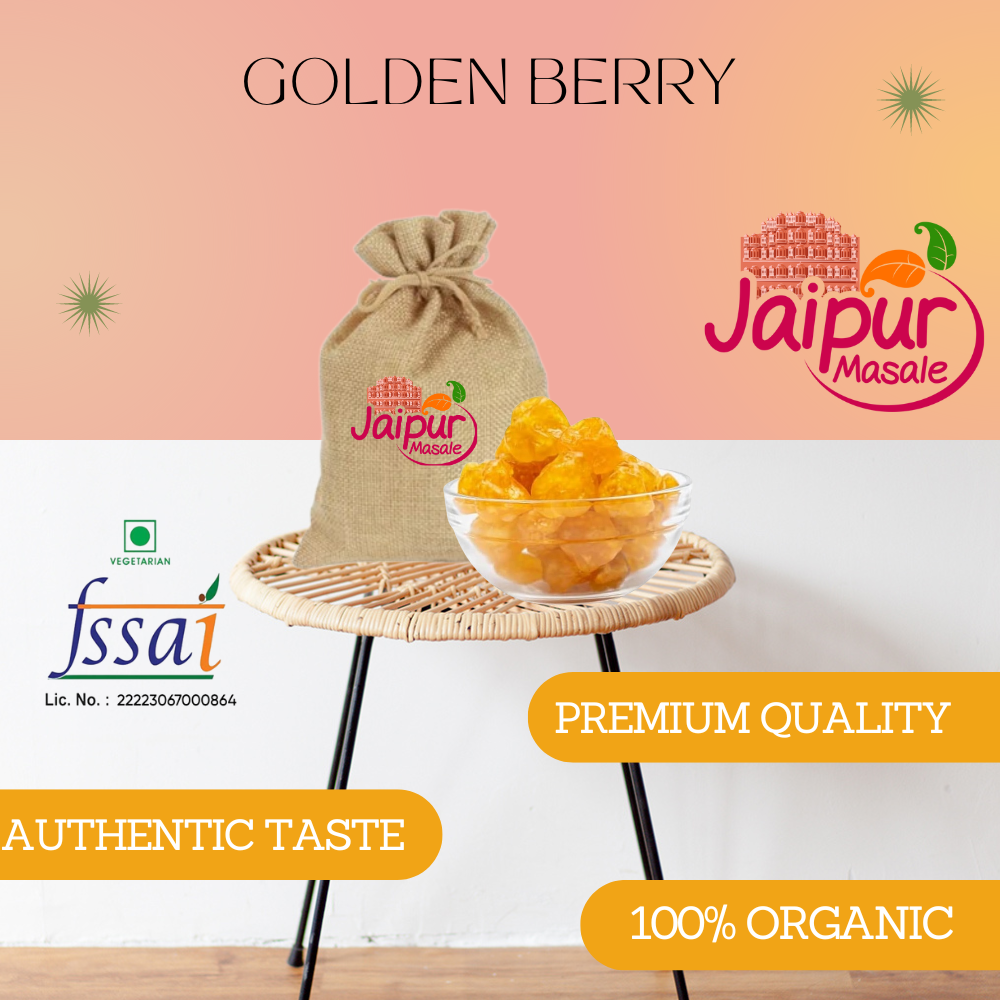 GOLDEN BERRY
Jaipur
Masale
Jaipur
Masale
VEGETARIAN
fssai
Lic. No. : 22223067000864
PREMIUM QUALITY
AUTHENTIC TASTE
100% ORGANIC